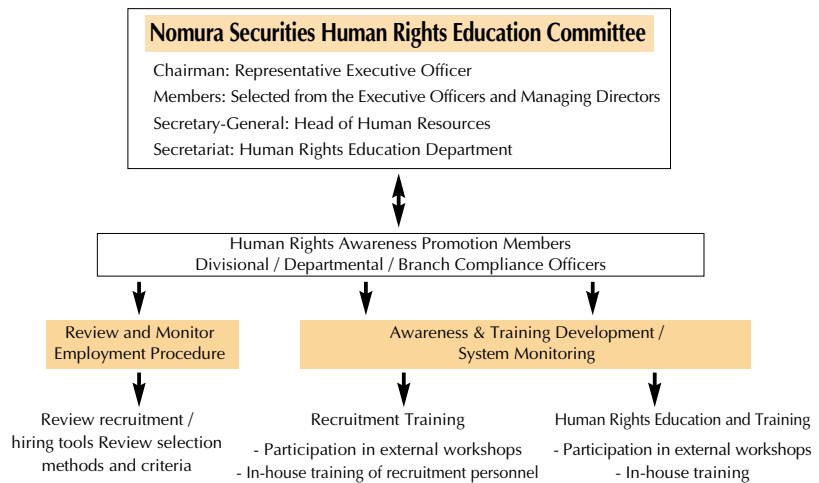 Nomura Securities Human Rights Education Committee
Chairman: Representative Executive Officer
Members: Selected from the Executive Officers and Managing Directors
Secretary-General: Head of Human Resources
Secretariat: Human Rights Education Department
Human Rights Awareness Promotion Members
Divisional / Departmental / Branch Compliance Officers
Review and Monitor
Employment Procedure
Awareness & Training Development /
System Monitoring
Review recruitment /
hiring tools Review selection
methods and criteria
Recruitment Training
- Participation in external workshops
- In-house training of recruitment personnel
Human Rights Education and Training
- Participation in external workshops
- In-house training